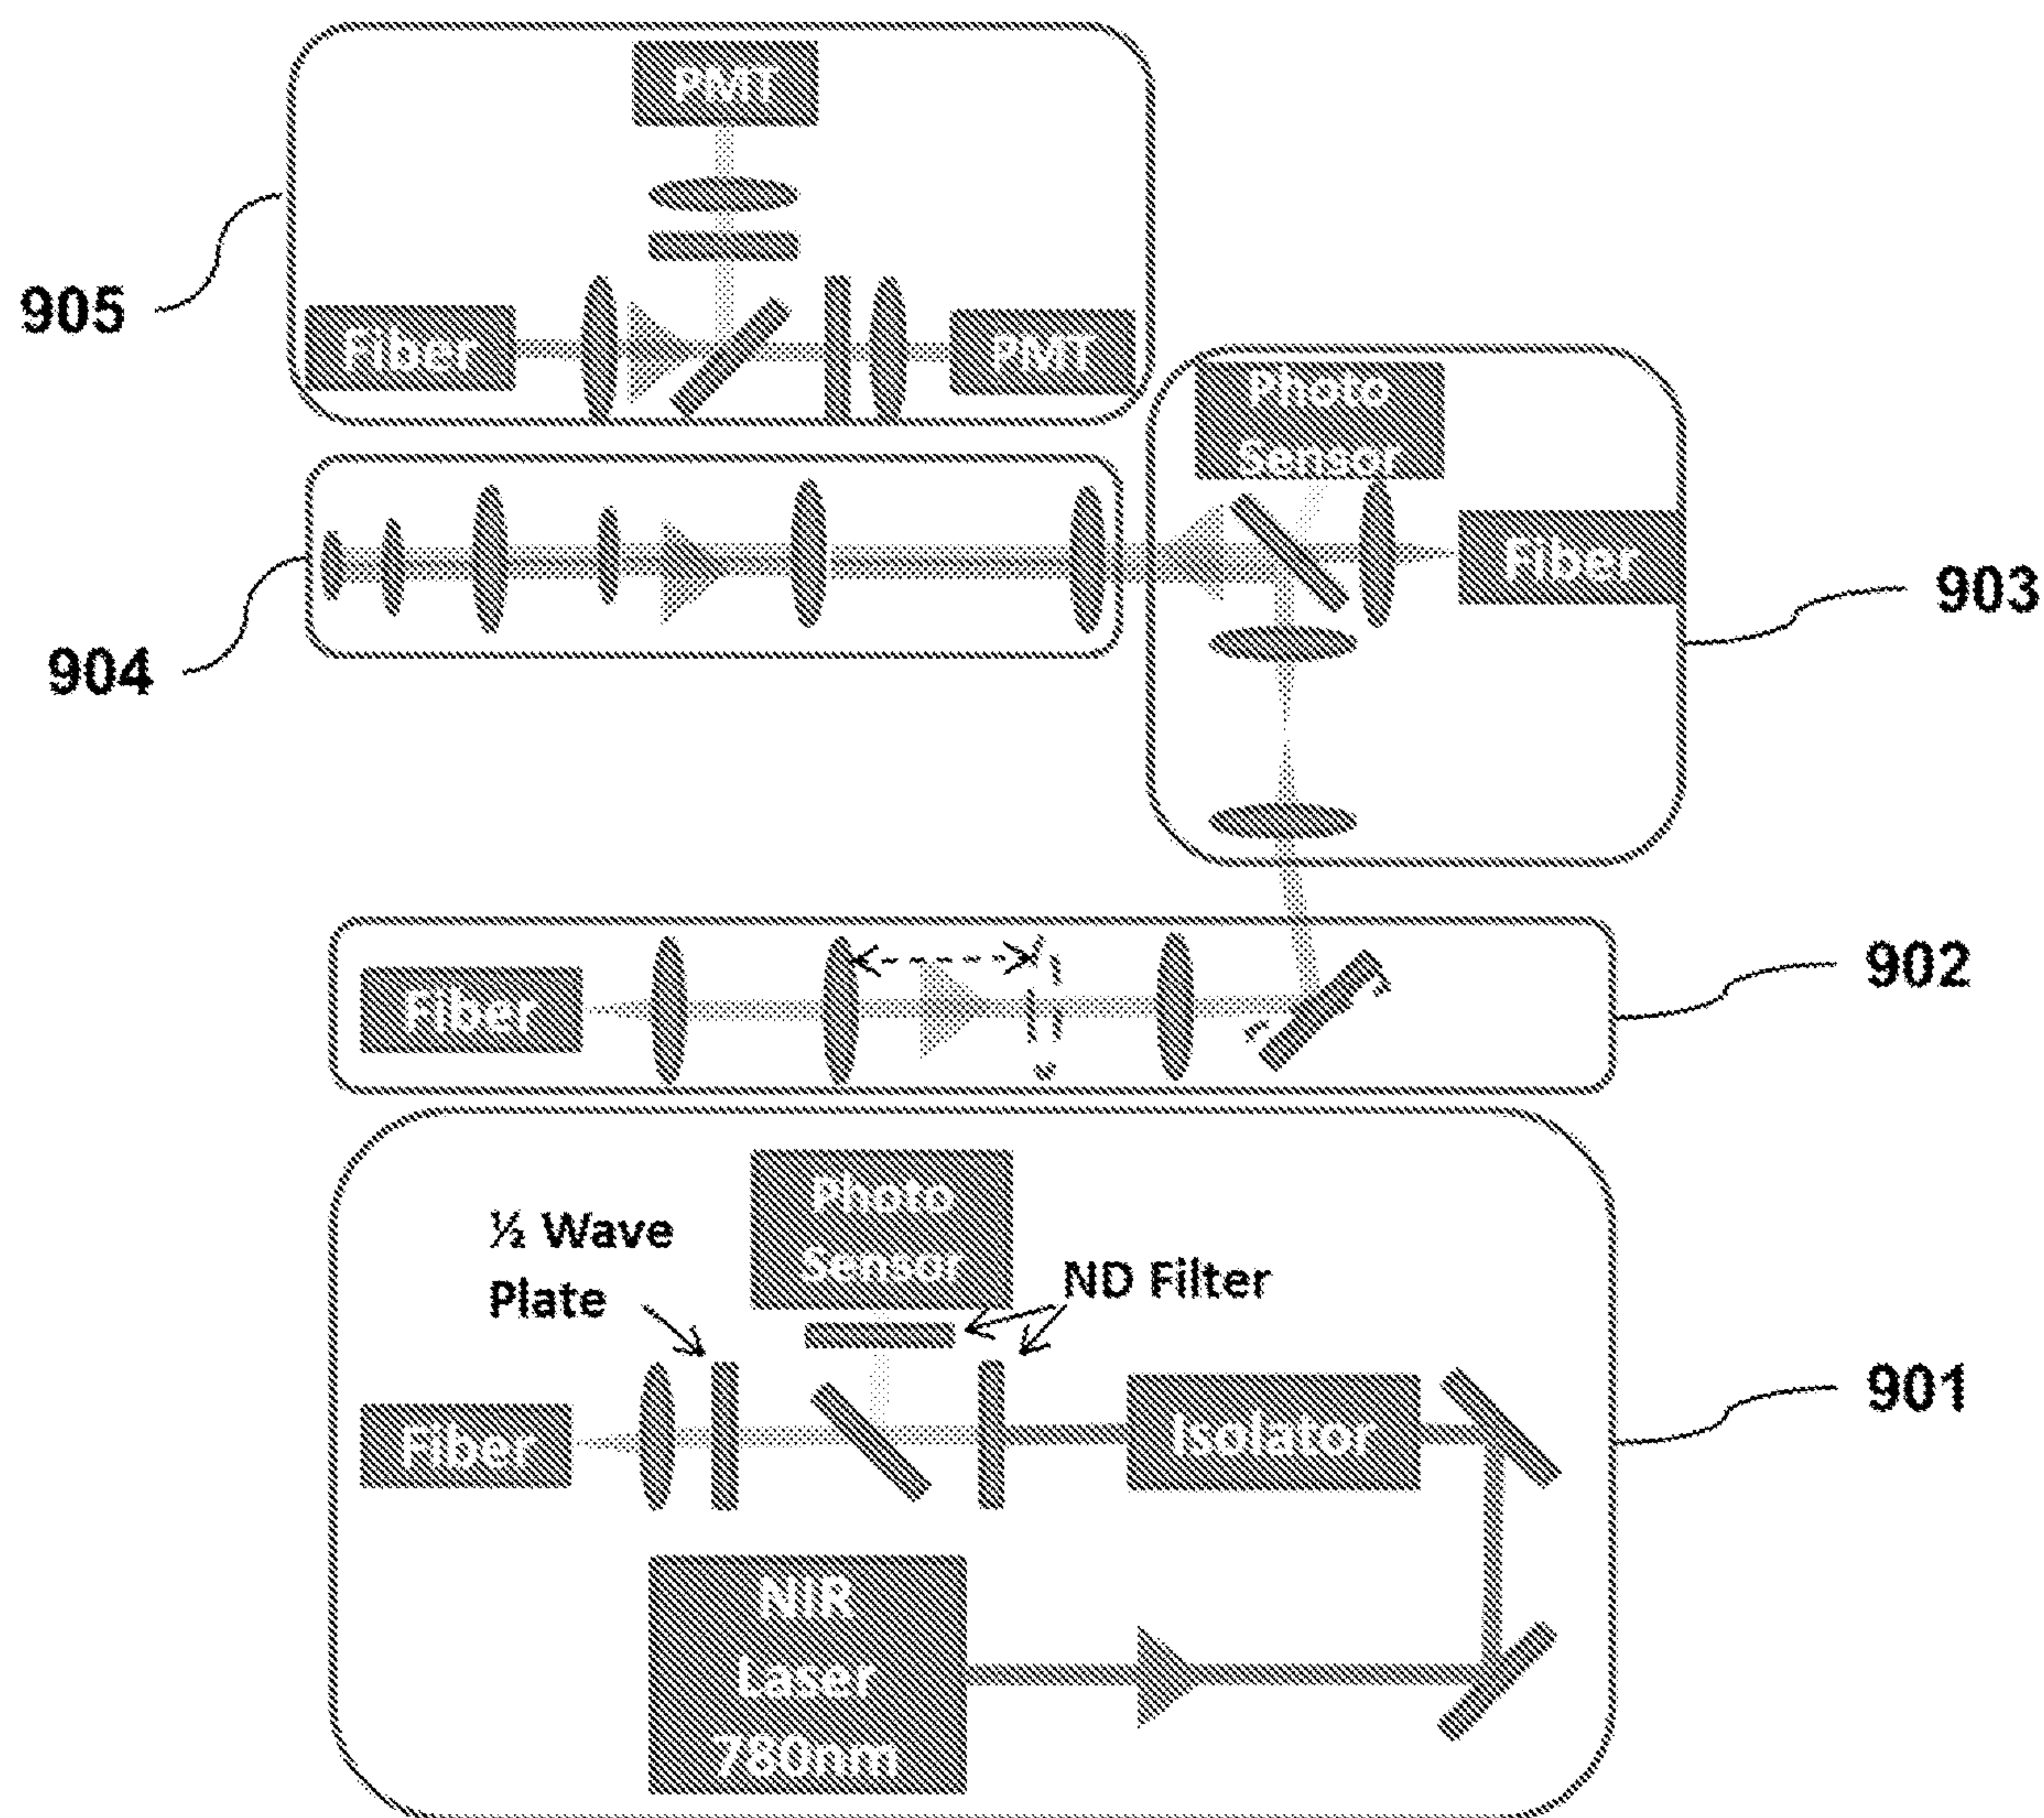 PMT
905
Fiber
PMT
Photo
Sensor
Fiber
903
904
902
Fiber
Photo
Sensor
½ Wave
Plate
ND Filter
901
Fiber
Isolator
NIR
Laser
780nm